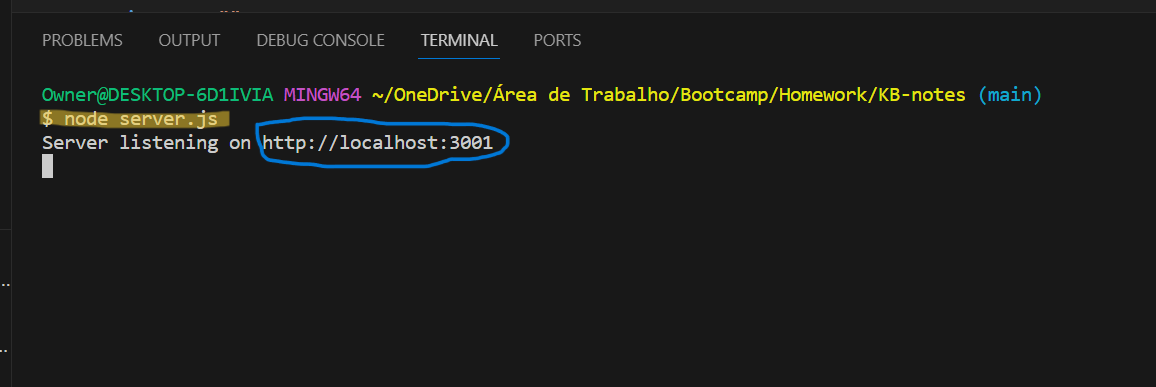 PROBLEMS OUTPUT DEBUG CONSOLE TERMINAL PORTS
Owner@DESKTOP-6D1IVIA MINGW64 ~/OneDrive/Área de Trabalho/Bootcamp/Homework/KB-notes (main)
$ node server.js
Server listening on http://localhost:3001